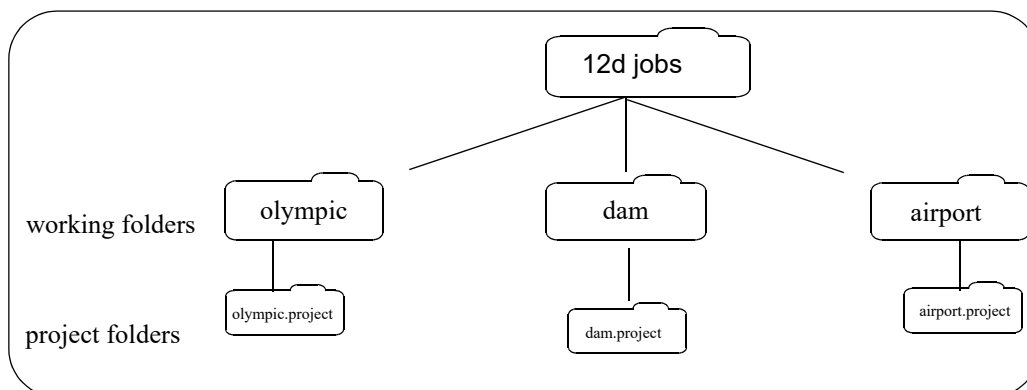 12d jobs
working folders
olympic
dam
airport
project folders
olympic.project
dam.project
airport.project